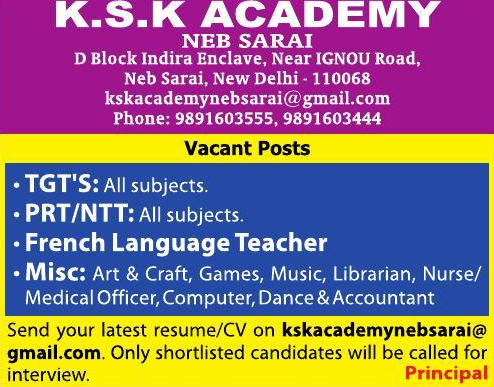 K.S.K ACADEMY
NEB SARAI
D Block Indira Enclave, Near IGNOU Road,
Neb Sarai, New Delhi - 110068
kskacademynebsarai@gmail.com
Phone: 9891603555, 9891603444
Vacant Posts
• TGT'S: All subjects.
• PRT/NTT: All subjects.
• French Language Teacher
• Misc: Art & Craft, Games, Music, Librarian, Nurse/
Medical Officer, Computer, Dance & Accountant
Send your latest resume/CV on kskacademynebsarai@
gmail.com. Only shortlisted candidates will be called for
interview. Principal